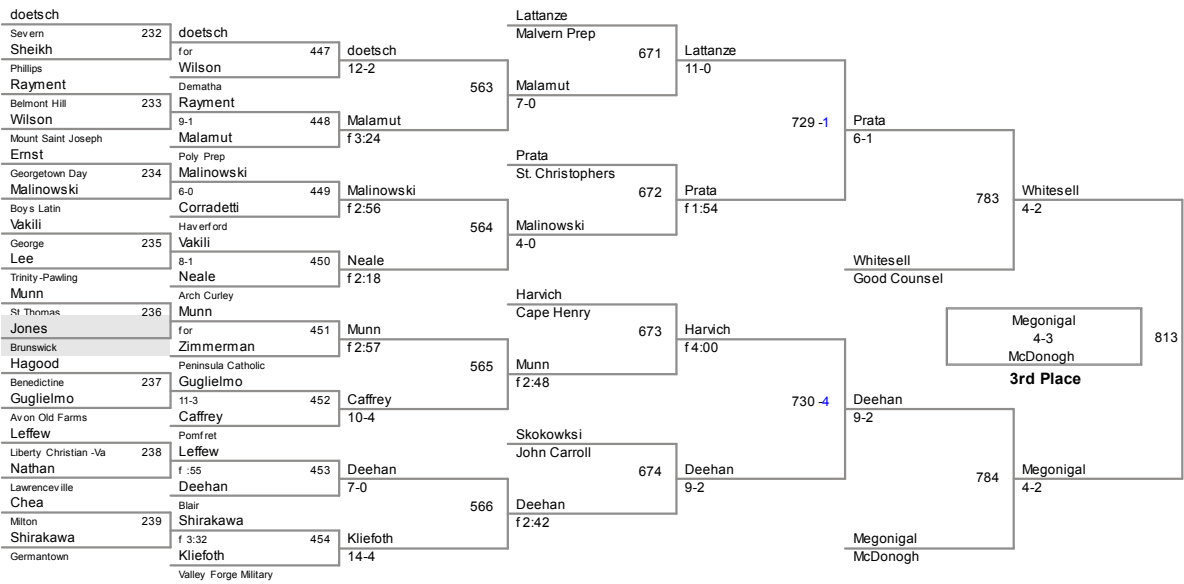 doetsch
Severn
232
Sheikh
Phillips
Rayment
Belmont Hill
233
Wilson
Mount Saint Joseph
Ernst
Georgetown Day
234
Malinowski
Boys Latin
Vakili
George
235
Lee
Trinity-Pawling
Munn
St Thomas
236
Jones
Brunswick
Hagood
Benedictine
237
Guglielmo
Avon Old Farms
Leffew
Liberty Christian -Va
238
Nathan
Lawrenceville
Chea
Milton
239
Shirakawa
Germantown
doetsch
for
447
Wilson
Dematha
Rayment
9-1
448
Malamut
Poly Prep
Malinowski
6-0
449
Corradetti
Haverford
Vakili
8-1
450
Neale
Arch Curley
Munn
for
451
Zimmerman
Peninsula Catholic
Guglielmo
11-3
452
Caffrey
Pomfret
Leffew
f :55
453
Deehan
Blair
Shirakawa
f 3:32
454
Kliefoth
Valley Forge Military
doetsch
12-2
563
Malamut
f 3:24
Malinowski
f 2:56
564
Neale
f 2:18
Munn
f 2:57
565
Caffrey
10-4
Deehan
7-0
566
Kliefoth
14-4
Lattanze
Malvern Prep
671
Malamut
7-0
Prata
St. Christophers
672
Malinowski
4-0
Harvich
Cape Henry
673
Munn
f 2:48
Skokowksi
John Carroll
674
Deehan
f 2:42
Lattanze
11-0
729 -1
Prata
f 1:54
Harvich
f 4:00
730 -4
Deehan
9-2
Prata
6-1
783
Whitesell
Good Counsel
Deehan
9-2
784
Megonigal
McDonogh
Whitesell
4-2
Megonigal
4-3
McDonogh
813
3rd Place
Megonigal
4-2